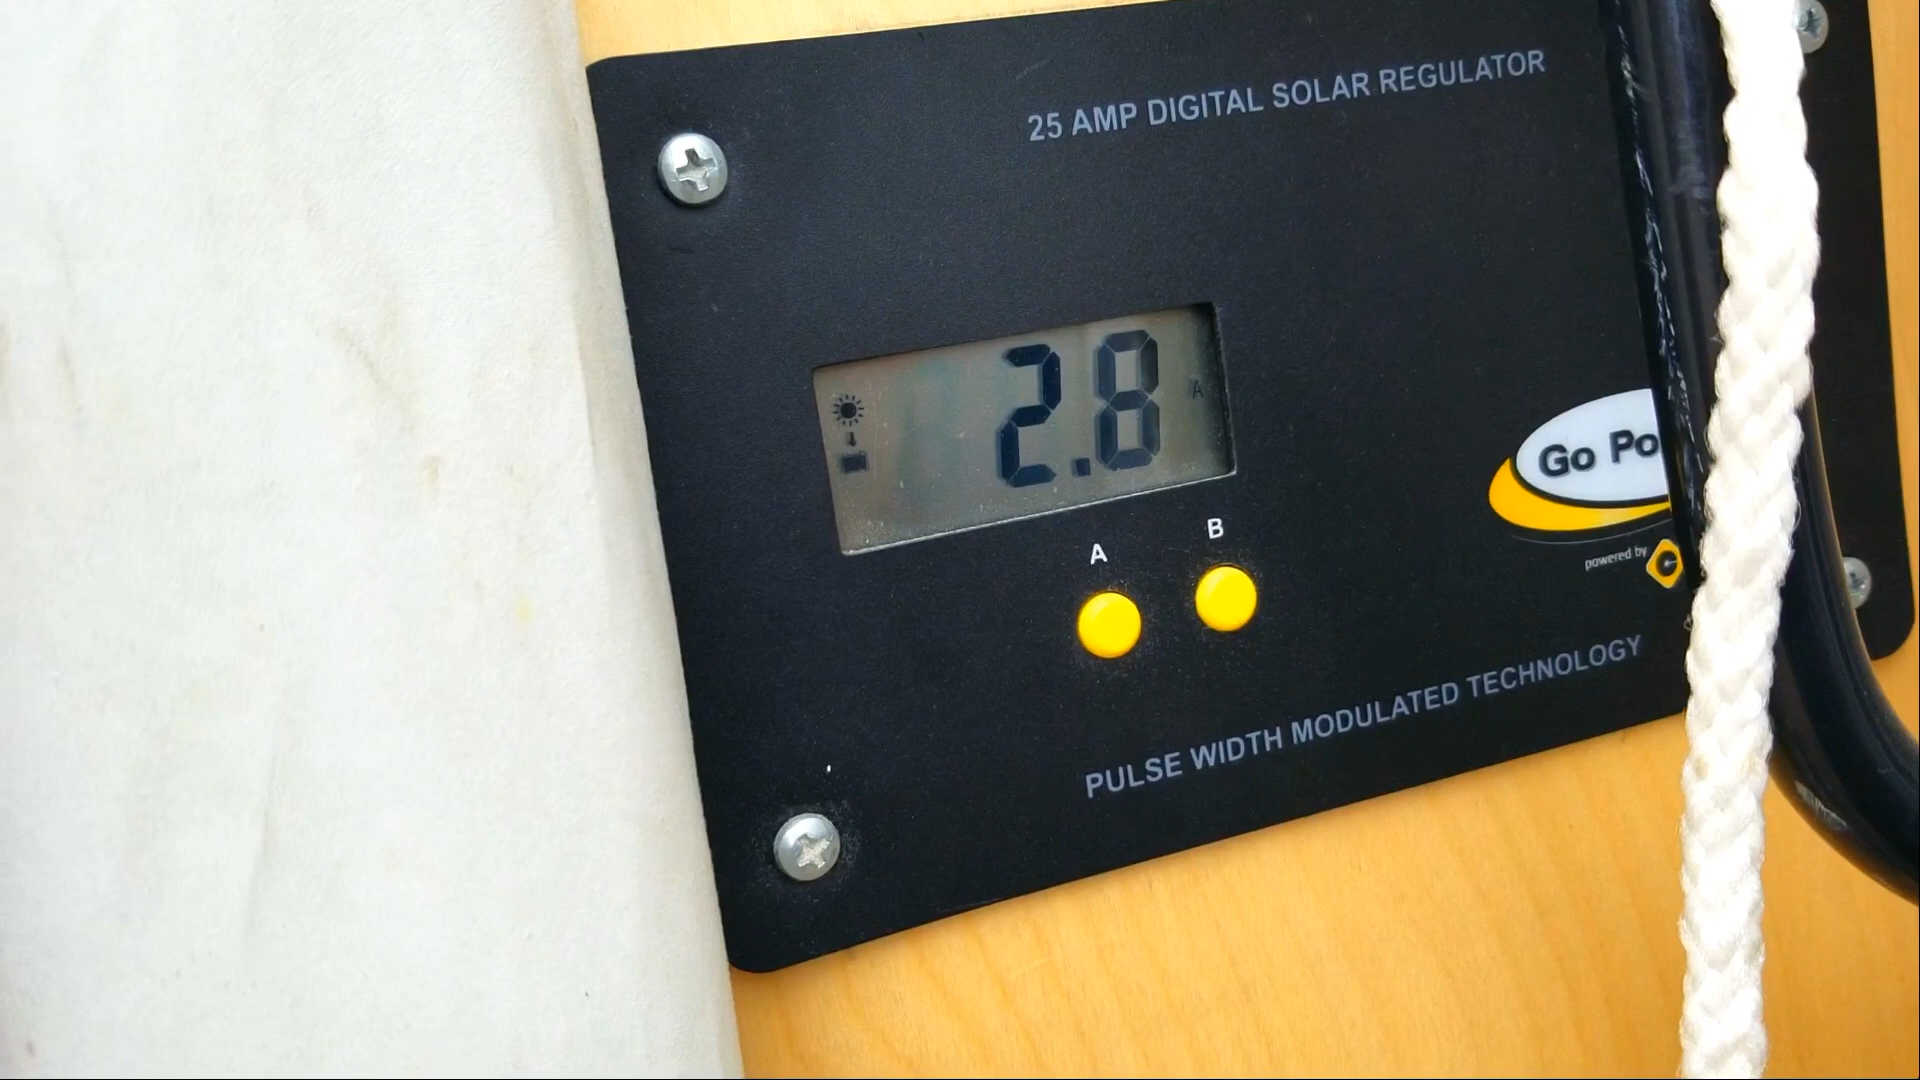 25 AMP DIGITAL SOLAR REGULATOR
2.8 A
Go Po
powered by
A B
PULSE WIDTH MODULATED TECHNOLOGY